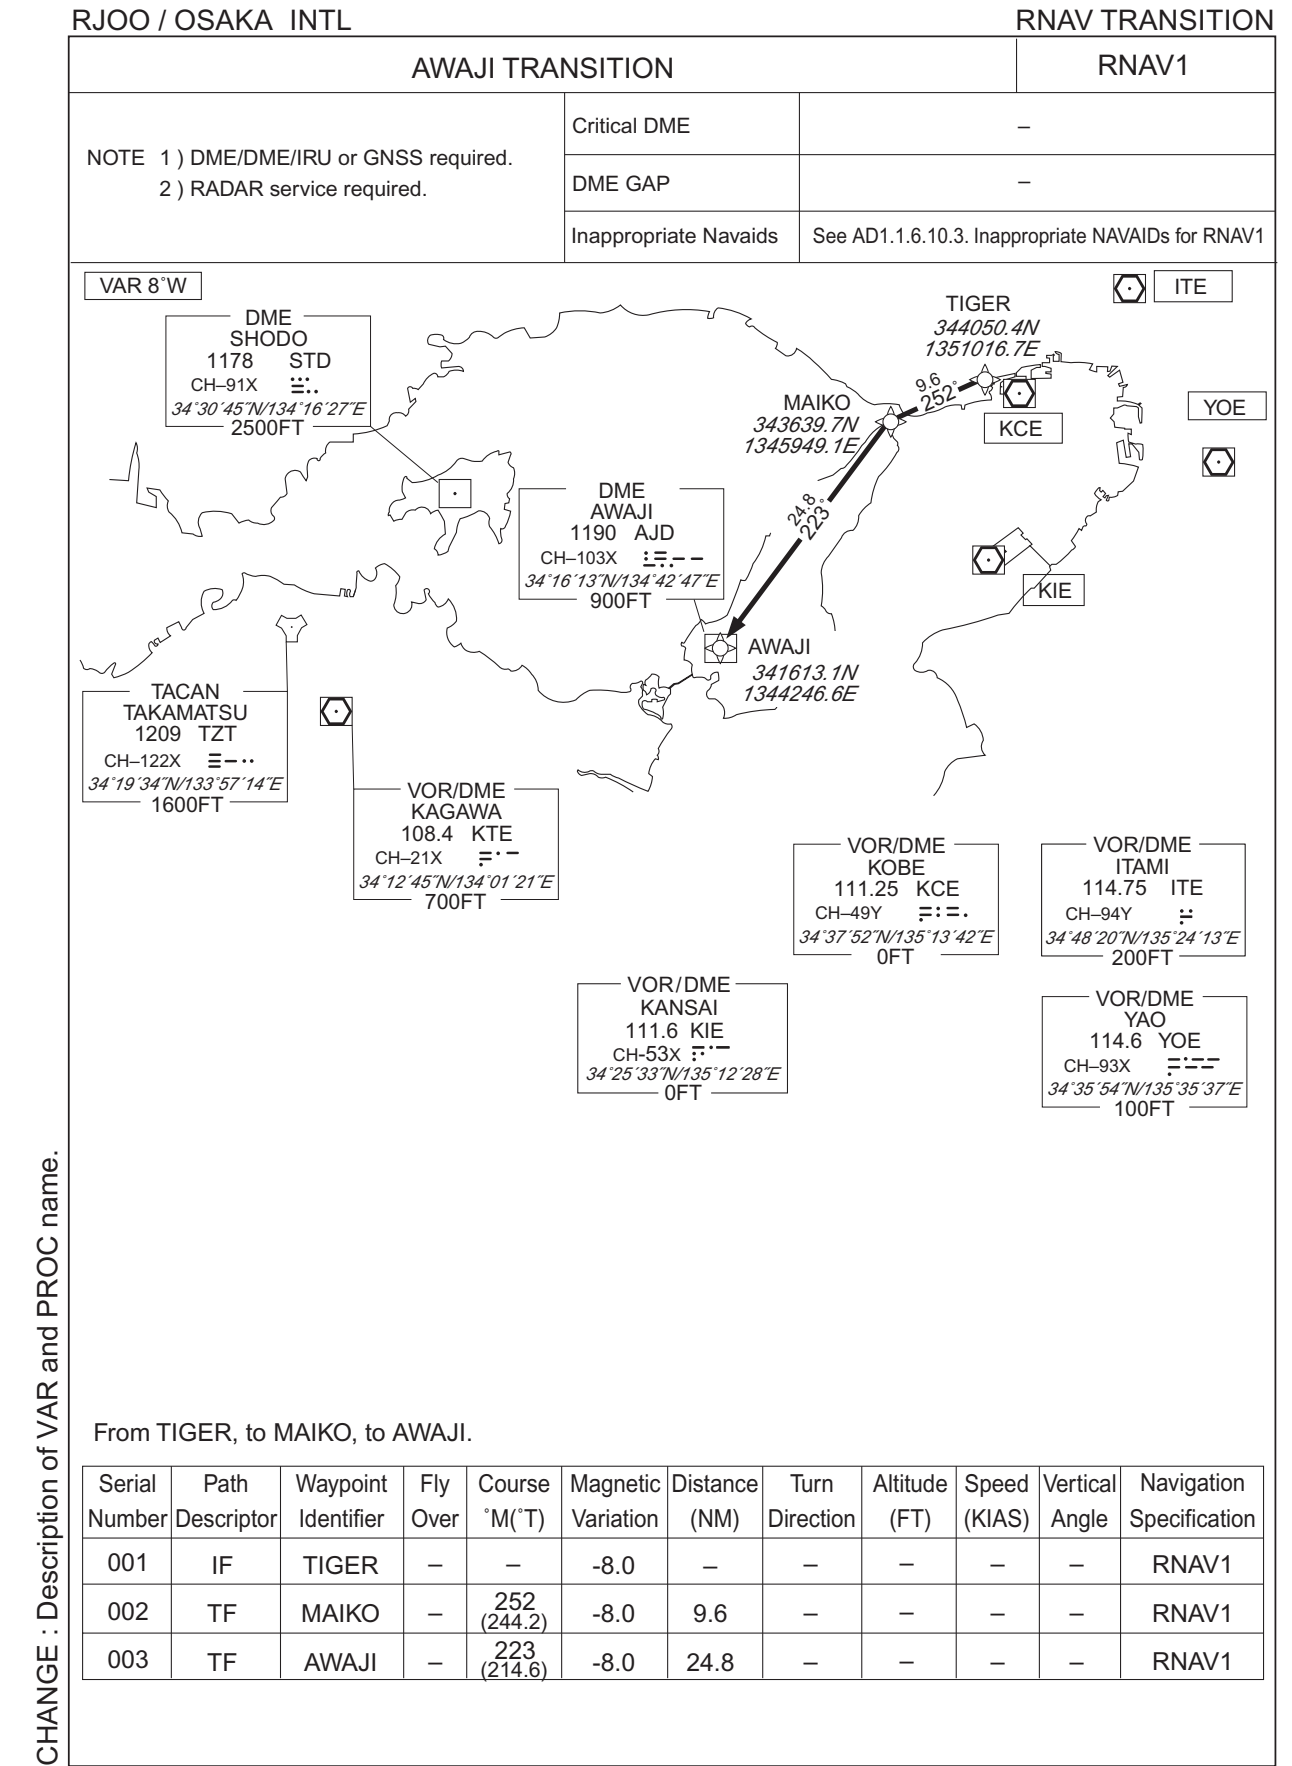 RJOO / OSAKA INTL
RNAV TRANSITION
AWAJI TRANSITION
RNAV1
NOTE 1 ) DME/DME/IRU or GNSS required.
2 ) RADAR service required.
Critical DME –
DME GAP –
Inappropriate Navaids See AD1.1.6.10.3. Inappropriate NAVAIDs for RNAV1
VAR 8˚W
DME
SHODO
1178 STD
CH–91X
34˚30´45˝N/134˚16´27˝E
2500FT
ITE
TIGER
344050.4N
1351016.7E
9.6
252˚
MAIKO
343639.7N
1345949.1E
KCE
YOE
24.8
223˚
DME
AWAJI
1190 AJD
CH–103X
34˚16´13˝N/134˚42´47˝E
900FT
KIE
AWAJI
341613.1N
1344246.6E
TACAN
TAKAMATSU
1209 TZT
CH–122X
34˚19´34˝N/133˚57´14˝E
1600FT
VOR/DME
KAGAWA
108.4 KTE
CH–21X
34˚12´45˝N/134˚01´21˝E
700FT
VOR/DME
KOBE
111.25 KCE
CH–49Y
34˚37´52˝N/135˚13´42˝E
0FT
VOR/DME
ITAMI
114.75 ITE
CH–94Y
34˚48´20˝N/135˚24´13˝E
200FT
VOR/DME
KANSAI
111.6 KIE
CH-53X
34˚25´33˝N/135˚12´28˝E
0FT
VOR/DME
YAO
114.6 YOE
CH–93X
34˚35´54˝N/135˚35´37˝E
100FT
CHANGE : Description of VAR and PROC name.
From TIGER, to MAIKO, to AWAJI.
Serial Path Waypoint Fly Course Magnetic Distance Turn Altitude Speed Vertical Navigation
Number Descriptor Identifier Over ˚M(˚T) Variation (NM) Direction (FT) (KIAS) Angle Specification
001 IF TIGER – – -8.0 – – – – – RNAV1
002 TF MAIKO – 252 (244.2) -8.0 9.6 – – – – RNAV1
003 TF AWAJI – 223 (214.6) -8.0 24.8 – – – – RNAV1